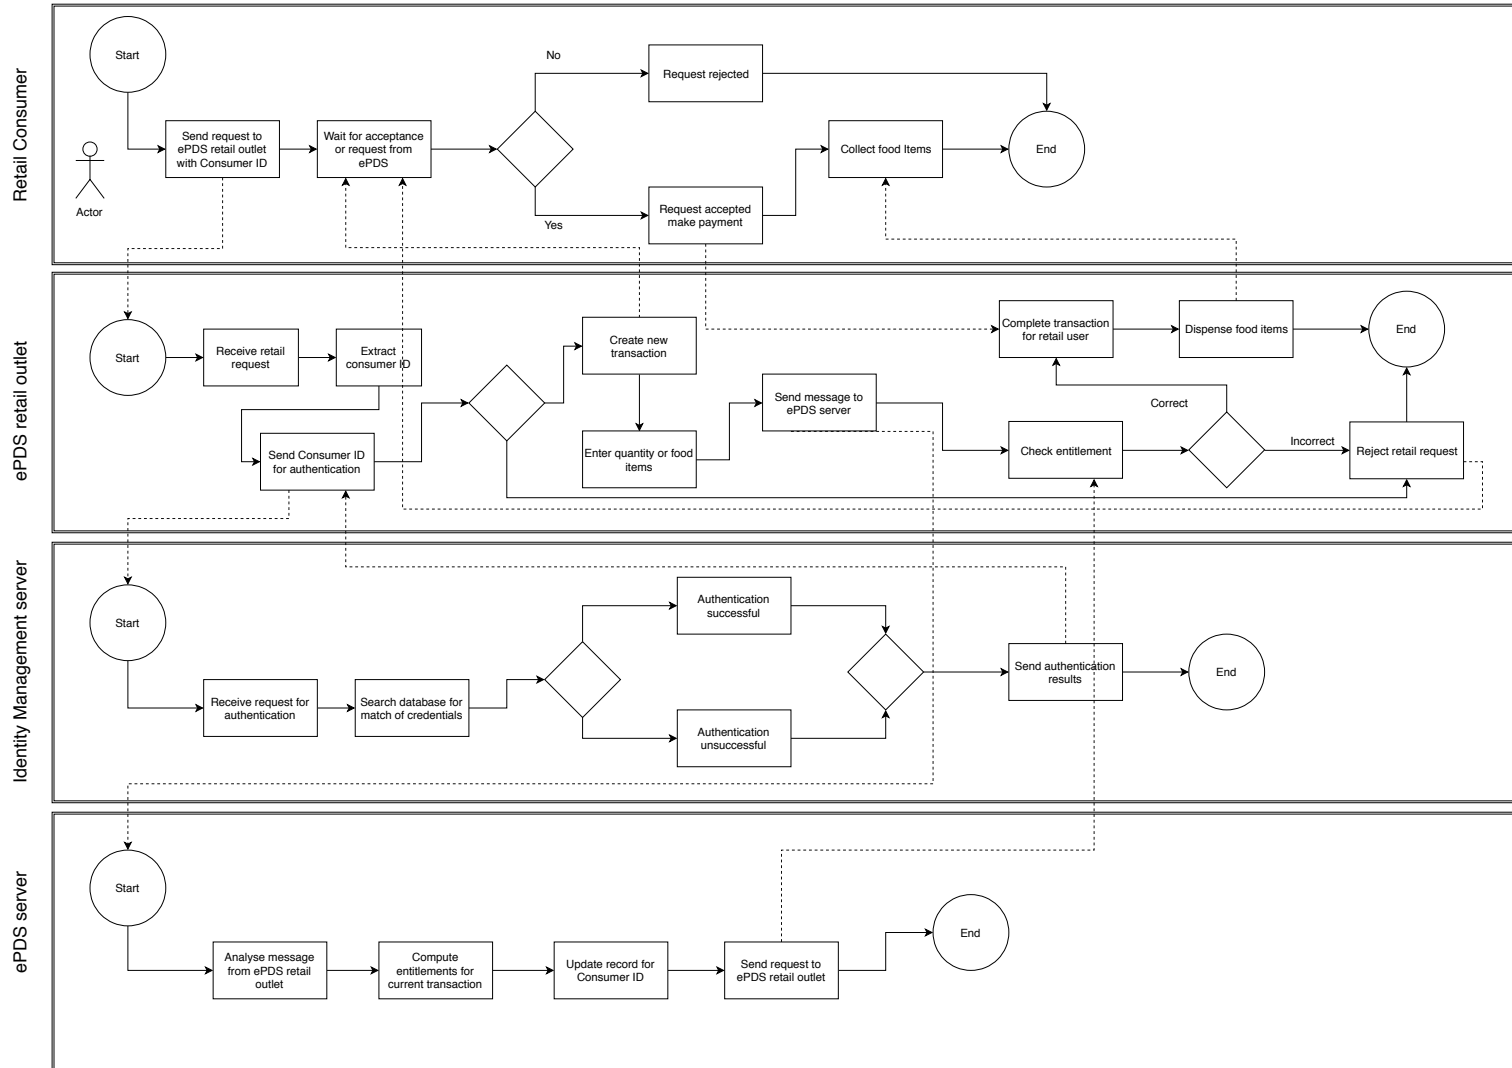 Retail Consumer
Start
Actor
Send request to
ePDS retail outlet
with Consumer ID
Wait for acceptance
or request from
ePDS
No
Yes
Request rejected
Request accepted
make payment
Collect food Items
End
ePDS retail outlet
Start
Receive retail
request
Extract
consumer ID
Send Consumer ID
for authentication
Create new
transaction
Enter quantity or food
items
Send message to
ePDS server
Complete transaction
for retail user
Dispense food items
End
Correct
Check entitlement
Incorrect
Reject retail request
Identity Management server
Start
Receive request for
authentication
Search database for
match of credentials
Authentication
successful
Authentication
unsuccessful
Send authentication
results
End
ePDS server
Start
Analyse message
from ePDS retail
outlet
Compute
entitlements for
current transaction
Update record for
Consumer ID
Send request to
ePDS retail outlet
End